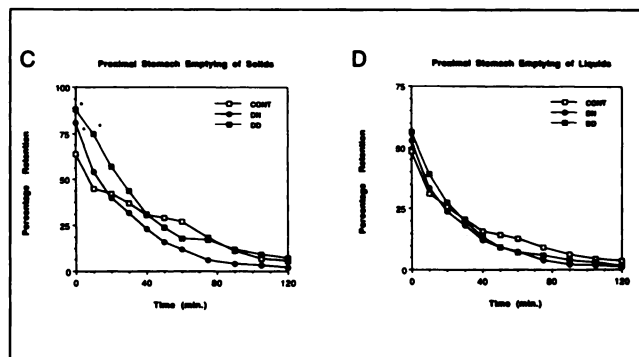 C
Proximal Stomach Emptying of Solids
100
75
50
25
0
Percentage Retention
CONT
DN
DD
0 40 80 120
Time (min.)
D
Proximal Stomach Emptying of Liquids
75
50
25
0
Percentage Retention
CONT
DN
DD
0 40 80 120
Time (min.)